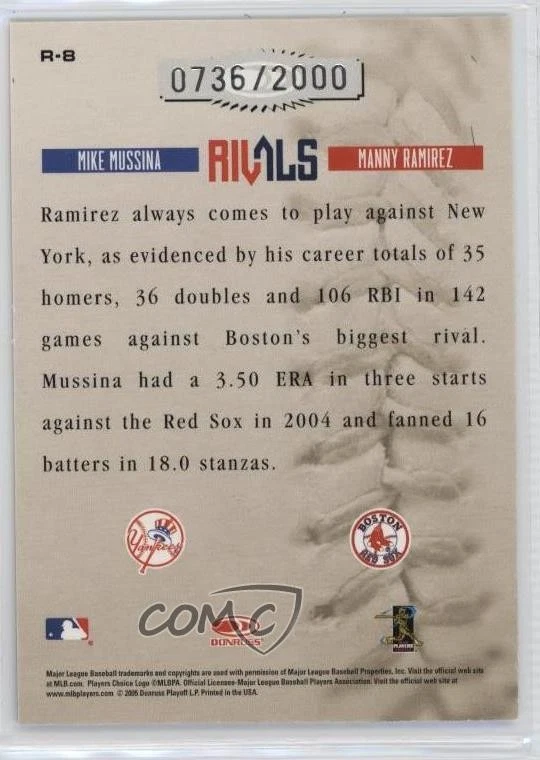 R-8
0736/2000
MIKE MUSSINA RIVALS MANNY RAMIREZ
Ramirez always comes to play against New
York, as evidenced by his career totals of 35
homers, 36 doubles and 106 RBI in 142
games against Boston's biggest rival.
Mussina had a 3.50 ERA in three starts
against the Red Sox in 2004 and fanned 16
batters in 18.0 stanzas.
Yankees
BOSTON
RED SOX
COMC
DONRUSS
PLAYERS
Major League Baseball trademarks and copyrights are used with permission of Major League Baseball Properties, Inc. Visit the official web site
at MLB.com. Players Choice Logo ©MLBPA. Official Licensee-Major League Baseball Players Association. Visit the official web site at
www.mlbplayers.com © 2005 Donruss Playoff L.P. Printed in the USA.